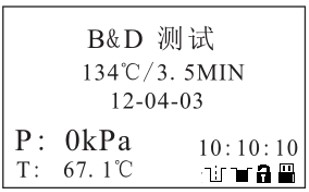 B&D 测试
134℃/3.5MIN
12-04-03
P: 0kPa
10:10:10
T: 67.1℃